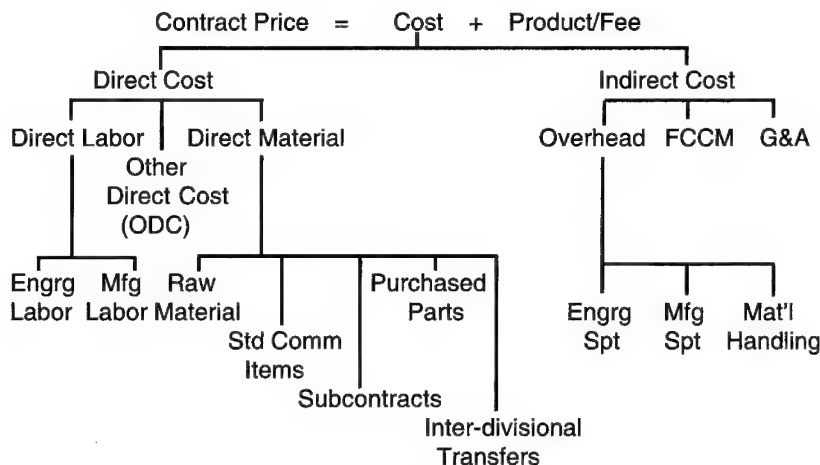 Contract Price = Cost + Product/Fee
Direct Cost
Indirect Cost
Direct Labor
Other
Direct Cost
(ODC)
Direct Material
Overhead
FCCM
G&A
Engrg
Labor
Mfg
Labor
Raw
Material
Std Comm
Items
Subcontracts
Purchased
Parts
Inter-divisional
Transfers
Engrg
Spt
Mfg
Spt
Mat'l
Handling